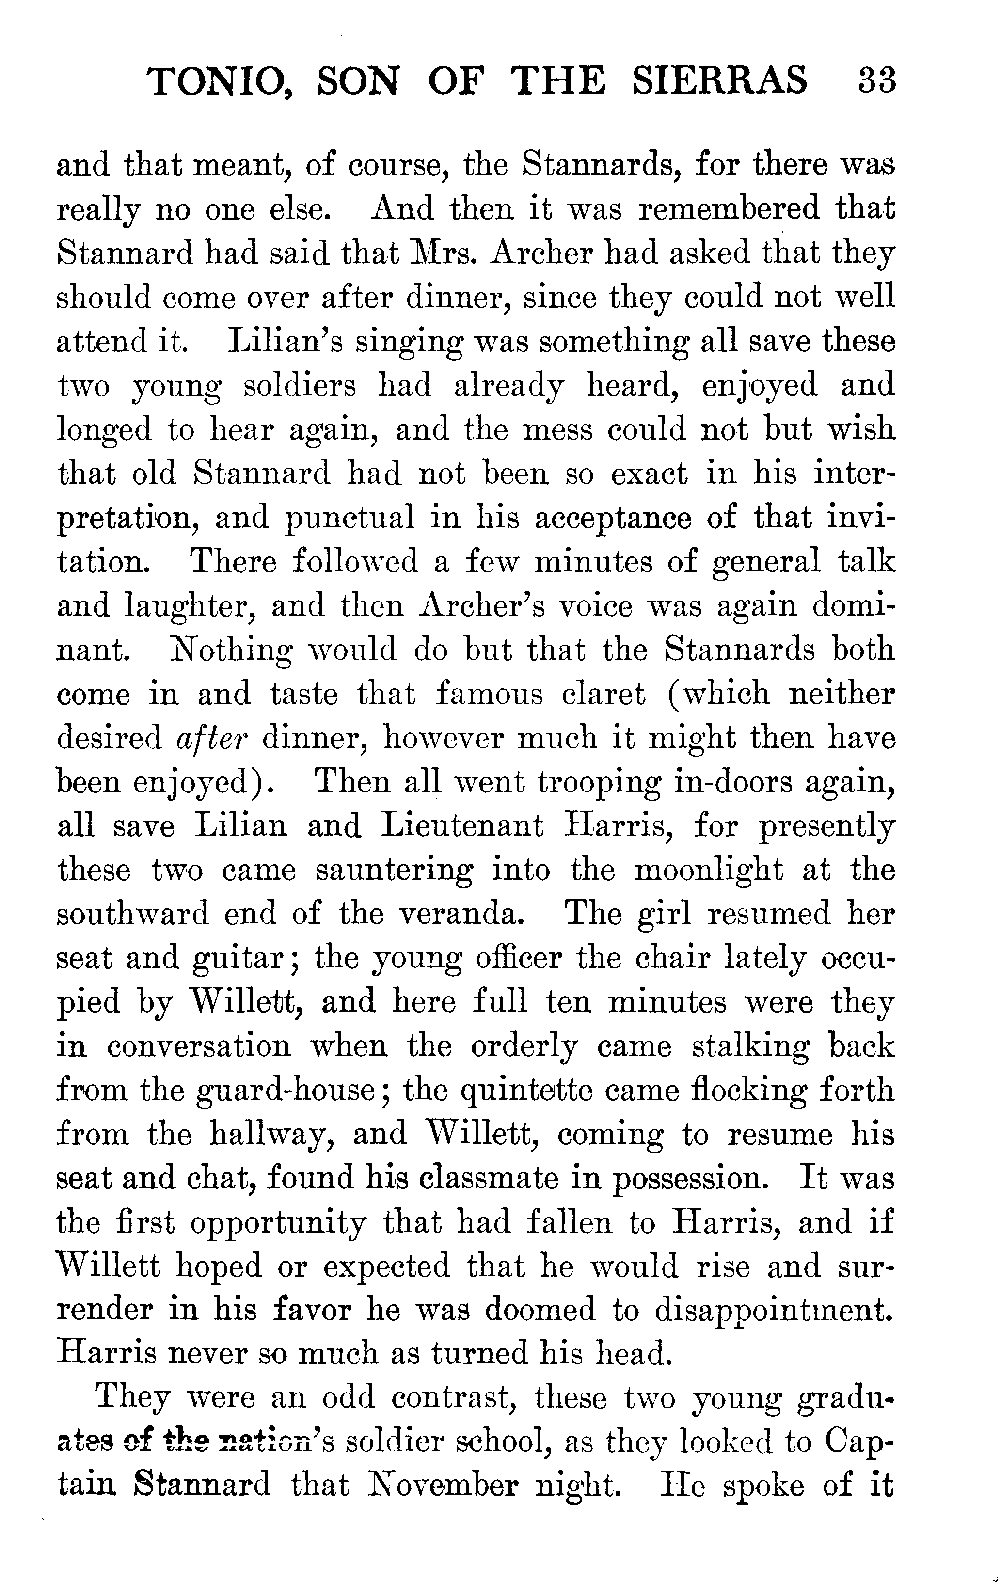 TONIO, SON OF THE SIERRAS 33
and that meant, of course, the Stannards, for there was
really no one else. And then it was remembered that
Stannard had said that Mrs. Archer had asked that they
should come over after dinner, since they could not well
attend it. Lilian's singing was something all save these
two young soldiers had already heard, enjoyed and
longed to hear again, and the mess could not but wish
that old Stannard had not been so exact in his inter-
pretation, and punctual in his acceptance of that invi-
tation. There followed a few minutes of general talk
and laughter, and then Archer's voice was again domi-
nant. Nothing would do but that the Stannards both
come in and taste that famous claret (which neither
desired after dinner, however much it might then have
been enjoyed). Then all went trooping in-doors again,
all save Lilian and Lieutenant Harris, for presently
these two came sauntering into the moonlight at the
southward end of the veranda. The girl resumed her
seat and guitar; the young officer the chair lately occu-
pied by Willett, and here full ten minutes were they
in conversation when the orderly came stalking back
from the guard-house; the quintette came flocking forth
from the hallway, and Willett, coming to resume his
seat and chat, found his classmate in possession. It was
the first opportunity that had fallen to Harris, and if
Willett hoped or expected that he would rise and sur-
render in his favor he was doomed to disappointment.
Harris never so much as turned his head.
They were an odd contrast, these two young gradu-
ates of the nation's soldier school, as they looked to Cap-
tain Stannard that November night. He spoke of it